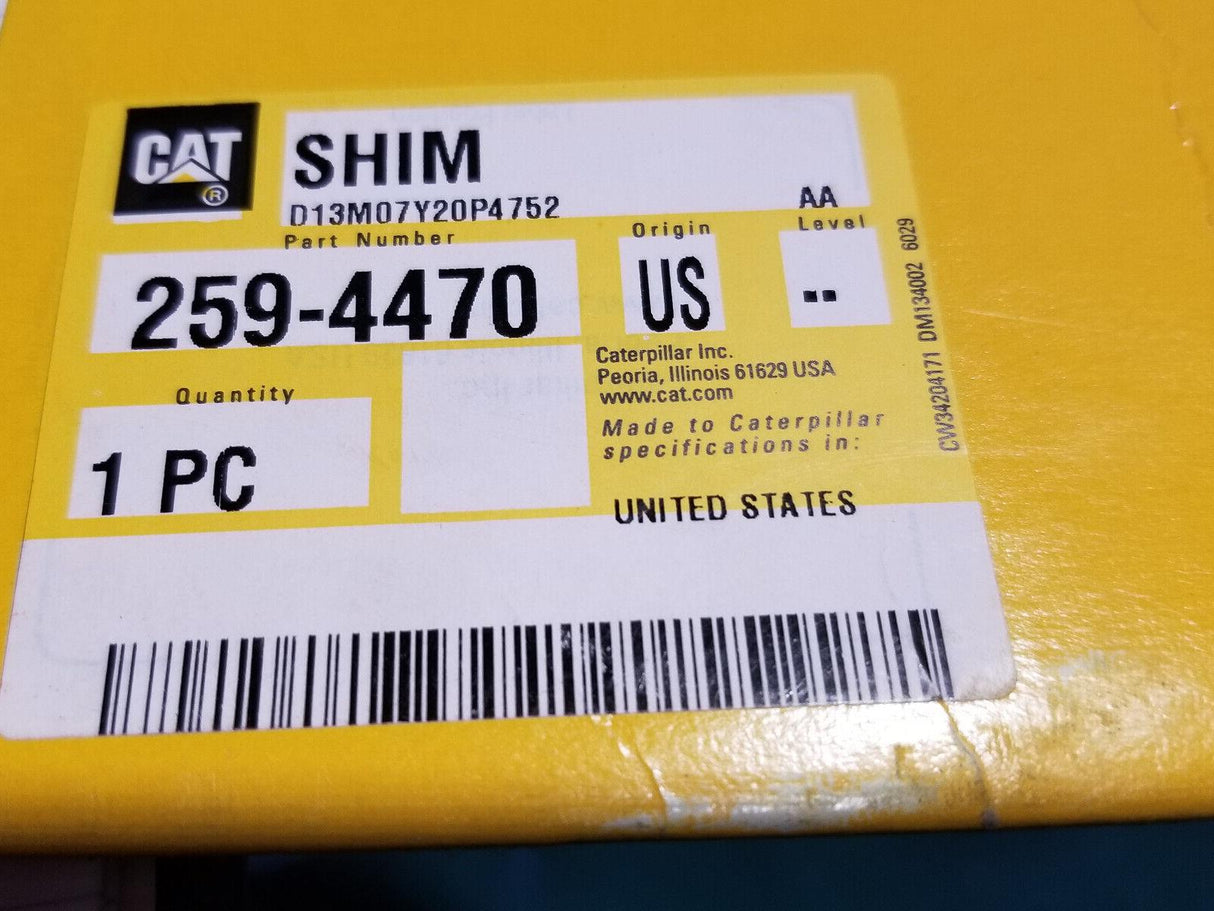 CAT
®
SHIM
D13M07Y20P4752
AA
Part Number
Origin
Level
259-4470
US
--
Caterpillar Inc.
Peoria, Illinois 61629 USA
www.cat.com
Quantity
Made to Caterpillar
specifications in:
1 PC
UNITED STATES
CW34204171 DM134002 6029